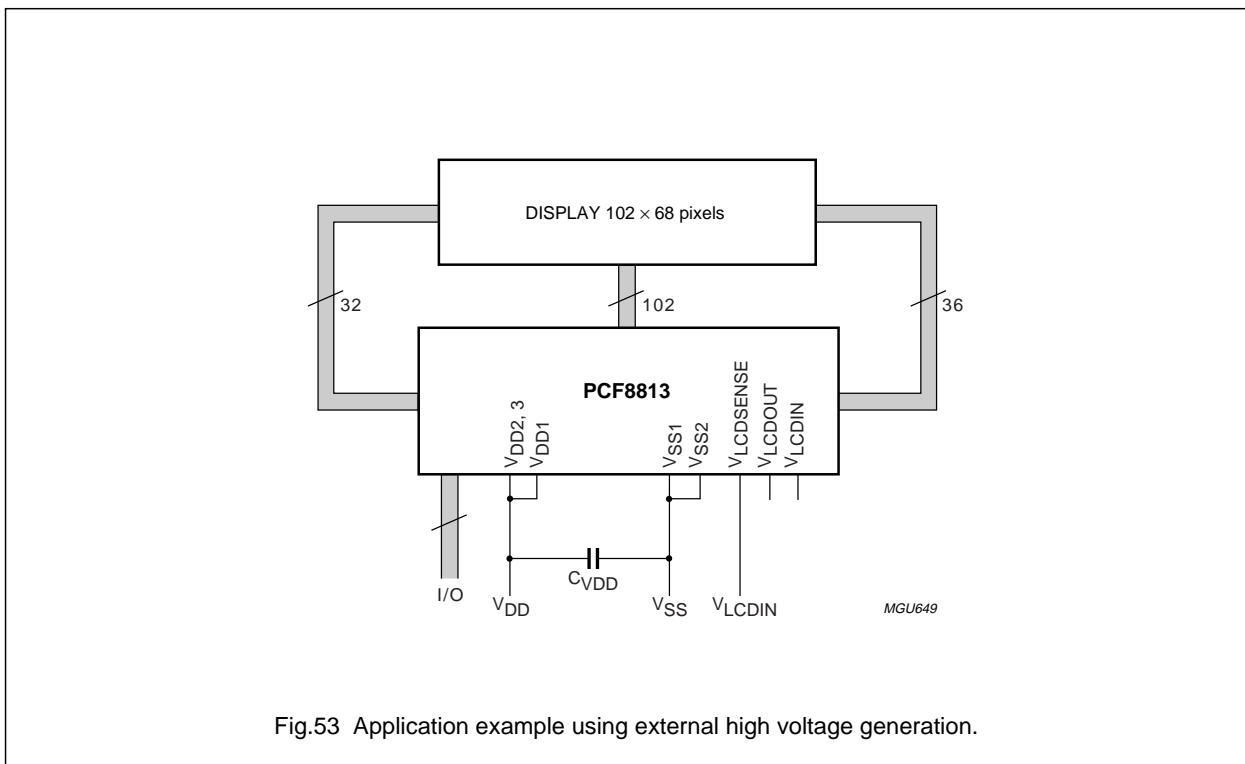 DISPLAY 102 × 68 pixels
32
102
36
PCF8813
VDD2, 3
VDD1
VSS1
VSS2
VLCDSENSE
VLCDOUT
VLCDIN
I/O
VDD
CVDD
VSS
VLCDIN
MGU649
Fig.53 Application example using external high voltage generation.